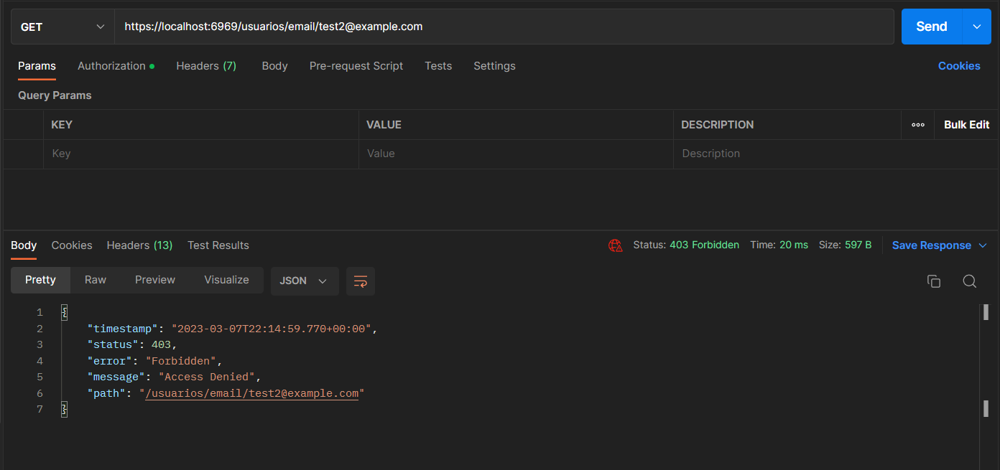 GET https://localhost:6969/usuarios/email/test2@example.com Send
Params Authorization Headers (7) Body Pre-request Script Tests Settings Cookies
Query Params
KEY VALUE DESCRIPTION ooo Bulk Edit
Key Value Description
Body Cookies Headers (13) Test Results Status: 403 Forbidden Time: 20 ms Size: 597 B Save Response
Pretty Raw Preview Visualize JSON
1 {
2 "timestamp": "2023-03-07T22:14:59.770+00:00",
3 "status": 403,
4 "error": "Forbidden",
5 "message": "Access Denied",
6 "path": "/usuarios/email/test2@example.com"
7 }